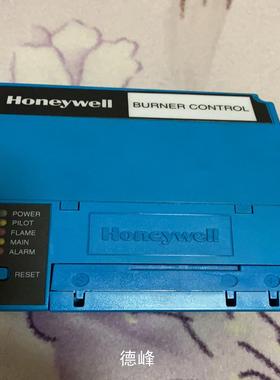 Honeywell
BURNER CONTROL
POWER
PILOT
FLAME
MAIN
ALARM
RESET
Honeywell
德峰